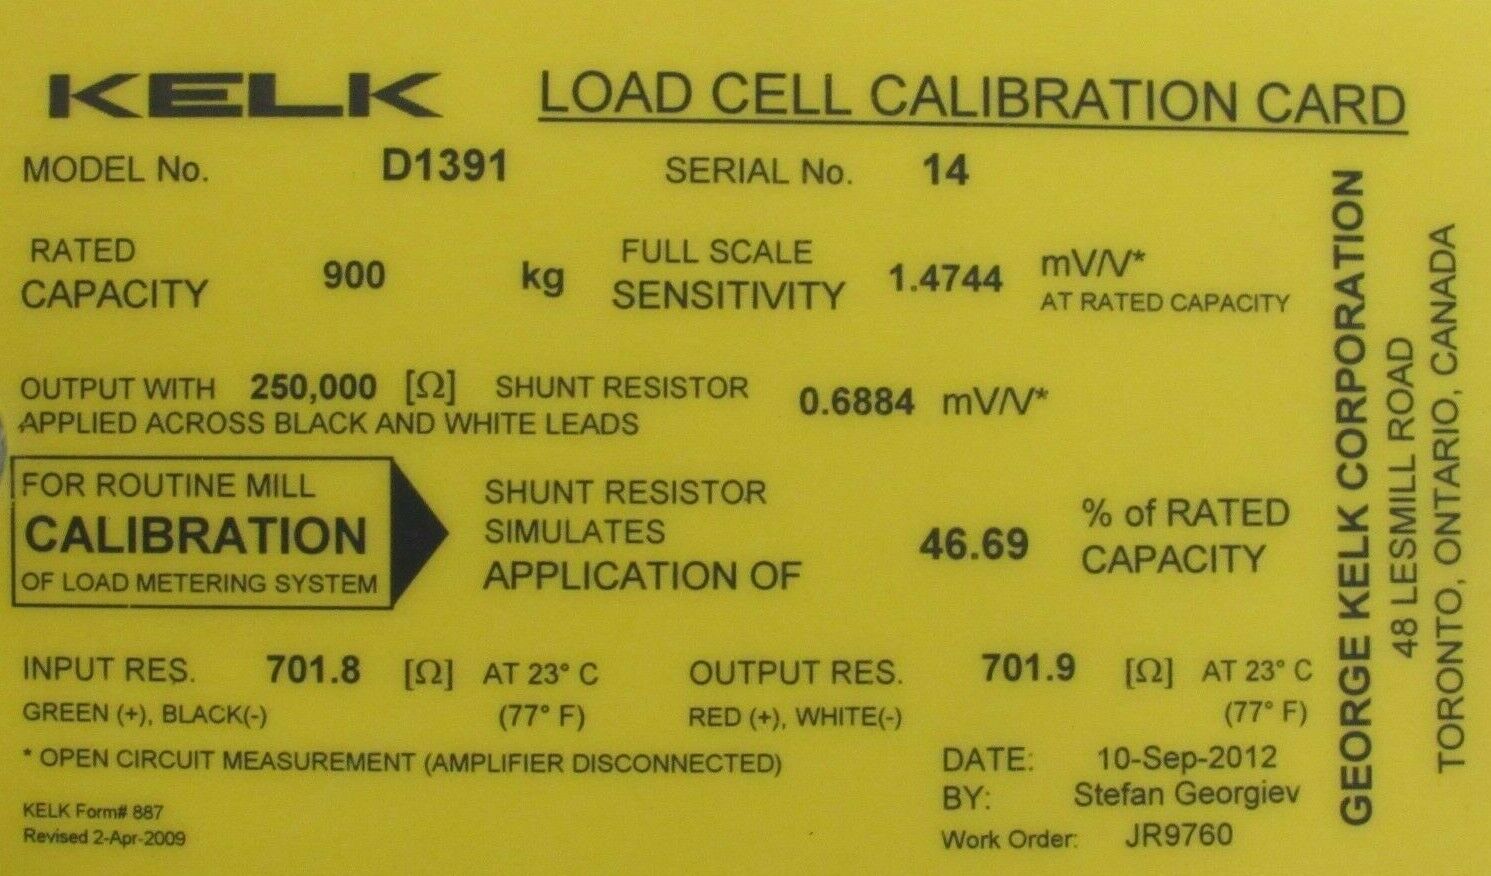 KELK LOAD CELL CALIBRATION CARD
MODEL No. D1391 SERIAL No. 14
RATED CAPACITY 900 kg FULL SCALE SENSITIVITY 1.4744 mV/V* AT RATED CAPACITY
OUTPUT WITH 250,000 [Ω] SHUNT RESISTOR 0.6884 mV/V*
APPLIED ACROSS BLACK AND WHITE LEADS
FOR ROUTINE MILL
CALIBRATION
OF LOAD METERING SYSTEM
SHUNT RESISTOR
SIMULATES
APPLICATION OF 46.69 % of RATED CAPACITY
INPUT RES. 701.8 [Ω] AT 23° C OUTPUT RES. 701.9 [Ω] AT 23° C
GREEN (+), BLACK(-) (77° F) RED (+), WHITE(-) (77° F)
* OPEN CIRCUIT MEASUREMENT (AMPLIFIER DISCONNECTED)
DATE: 10-Sep-2012
BY: Stefan Georgiev
Work Order: JR9760
KELK Form# 887
Revised 2-Apr-2009
GEORGE KELK CORPORATION
48 LESMILL ROAD
TORONTO, ONTARIO, CANADA